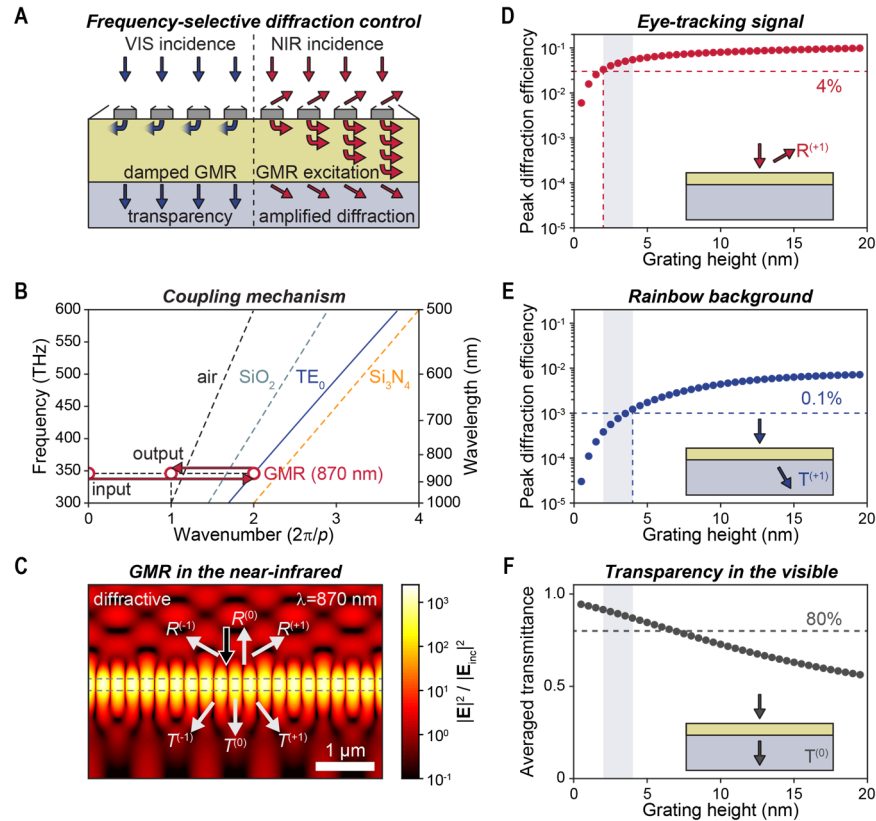 A
Frequency-selective diffraction control
VIS incidence
NIR incidence
damped GMR
GMR excitation
transparency
amplified diffraction
B
Coupling mechanism
Frequency (THz)
600
550
500
450
400
350
300
air
SiO2
TE0
Si3N4
output
input
GMR (870 nm)
500
600
700
800
900
1000
Wavelength (nm)
0
1
2
3
4
Wavenumber (2π/p)
C
GMR in the near-infrared
diffractive
λ=870 nm
R(-1)
R(0)
R(+1)
T(-1)
T(0)
T(+1)
1 μm
10^3
10^2
10^1
10^0
10^-1
|E|^2 / |Einc|^2
D
Eye-tracking signal
Peak diffraction efficiency
10^-1
10^-2
10^-3
10^-4
10^-5
4%
R(+1)
0
5
10
15
20
Grating height (nm)
E
Rainbow background
Peak diffraction efficiency
10^0
10^-1
10^-2
10^-3
10^-4
10^-5
0.1%
T(+1)
0
5
10
15
20
Grating height (nm)
F
Transparency in the visible
Averaged transmittance
1.0
0.5
0
80%
T(0)
0
5
10
15
20
Grating height (nm)